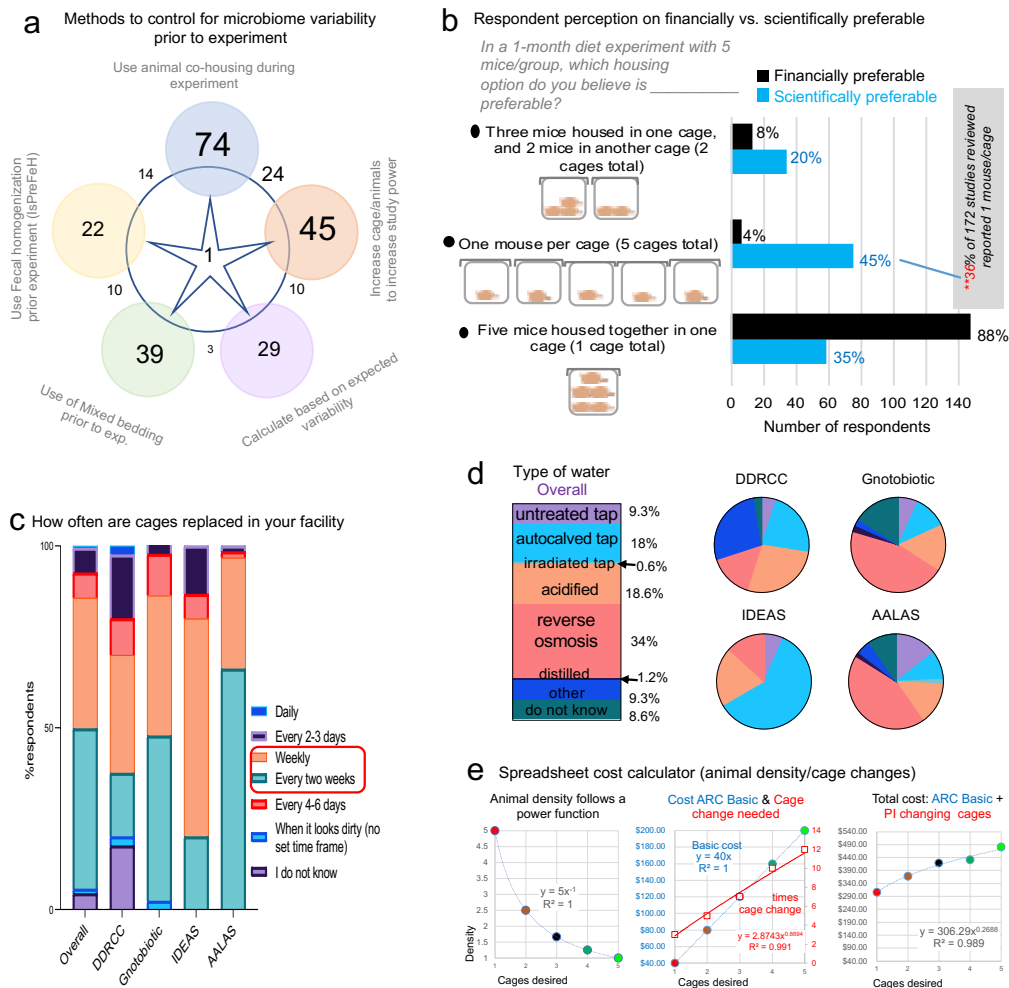 a
Methods to control for microbiome variability
prior to experiment
Use animal co-housing during
experiment
74
14
24
Use Fecal homogenization
prior experiment (IsPreFeH)
22
45
Increase cage/animals
to increase study power
1
10
10
39
3
29
Use of Mixed bedding
prior to exp.
Calculate based on expected
variability
b
Respondent perception on financially vs. scientifically preferable
In a 1-month diet experiment with 5
mice/group, which housing
option do you believe is __________
preferable?
Financially preferable
Scientifically preferable
Three mice housed in one cage,
and 2 mice in another cage (2
cages total)
8%
20%
One mouse per cage (5 cages total)
4%
45%
**36% of 172 studies reviewed
reported 1 mouse/cage
Five mice housed together in one
cage (1 cage total)
88%
35%
0 20 40 60 80 100 120 140
Number of respondents
c
How often are cages replaced in your facility
100
50
0
%respondents
Overall
DDRCC
Gnotobiotic
IDEAS
AALAS
Daily
Every 2-3 days
Weekly
Every two weeks
Every 4-6 days
When it looks dirty (no
set time frame)
I do not know
d
Type of water
Overall
untreated tap 9.3%
autocalved tap 18%
irradiated tap 0.6%
acidified 18.6%
reverse
osmosis 34%
distilled 1.2%
other 9.3%
do not know 8.6%
DDRCC
Gnotobiotic
IDEAS
AALAS
e
Spreadsheet cost calculator (animal density/cage changes)
Animal density follows a
power function
5
4.5
4
3.5
3
2.5
2
1.5
1
Density
y = 5x-1
R² = 1
1 2 3 4 5
Cages desired
Cost ARC Basic & Cage
change needed
$200.00
$180.00
$160.00
$140.00
$120.00
$100.00
$80.00
$60.00
$40.00
Basic cost
y = 40x
R² = 1
14
12
10
8
6
4
2
0
times
cage change
y = 2.8743x0.8694
R² = 0.991
1 2 3 4 5
Cages desired
Total cost: ARC Basic +
PI changing cages
$540.00
$440.00
$390.00
$340.00
$290.00
$240.00
$190.00
$140.00
$90.00
$40.00
y = 306.29x0.2688
R² = 0.989
1 2 3 4 5
Cages desired